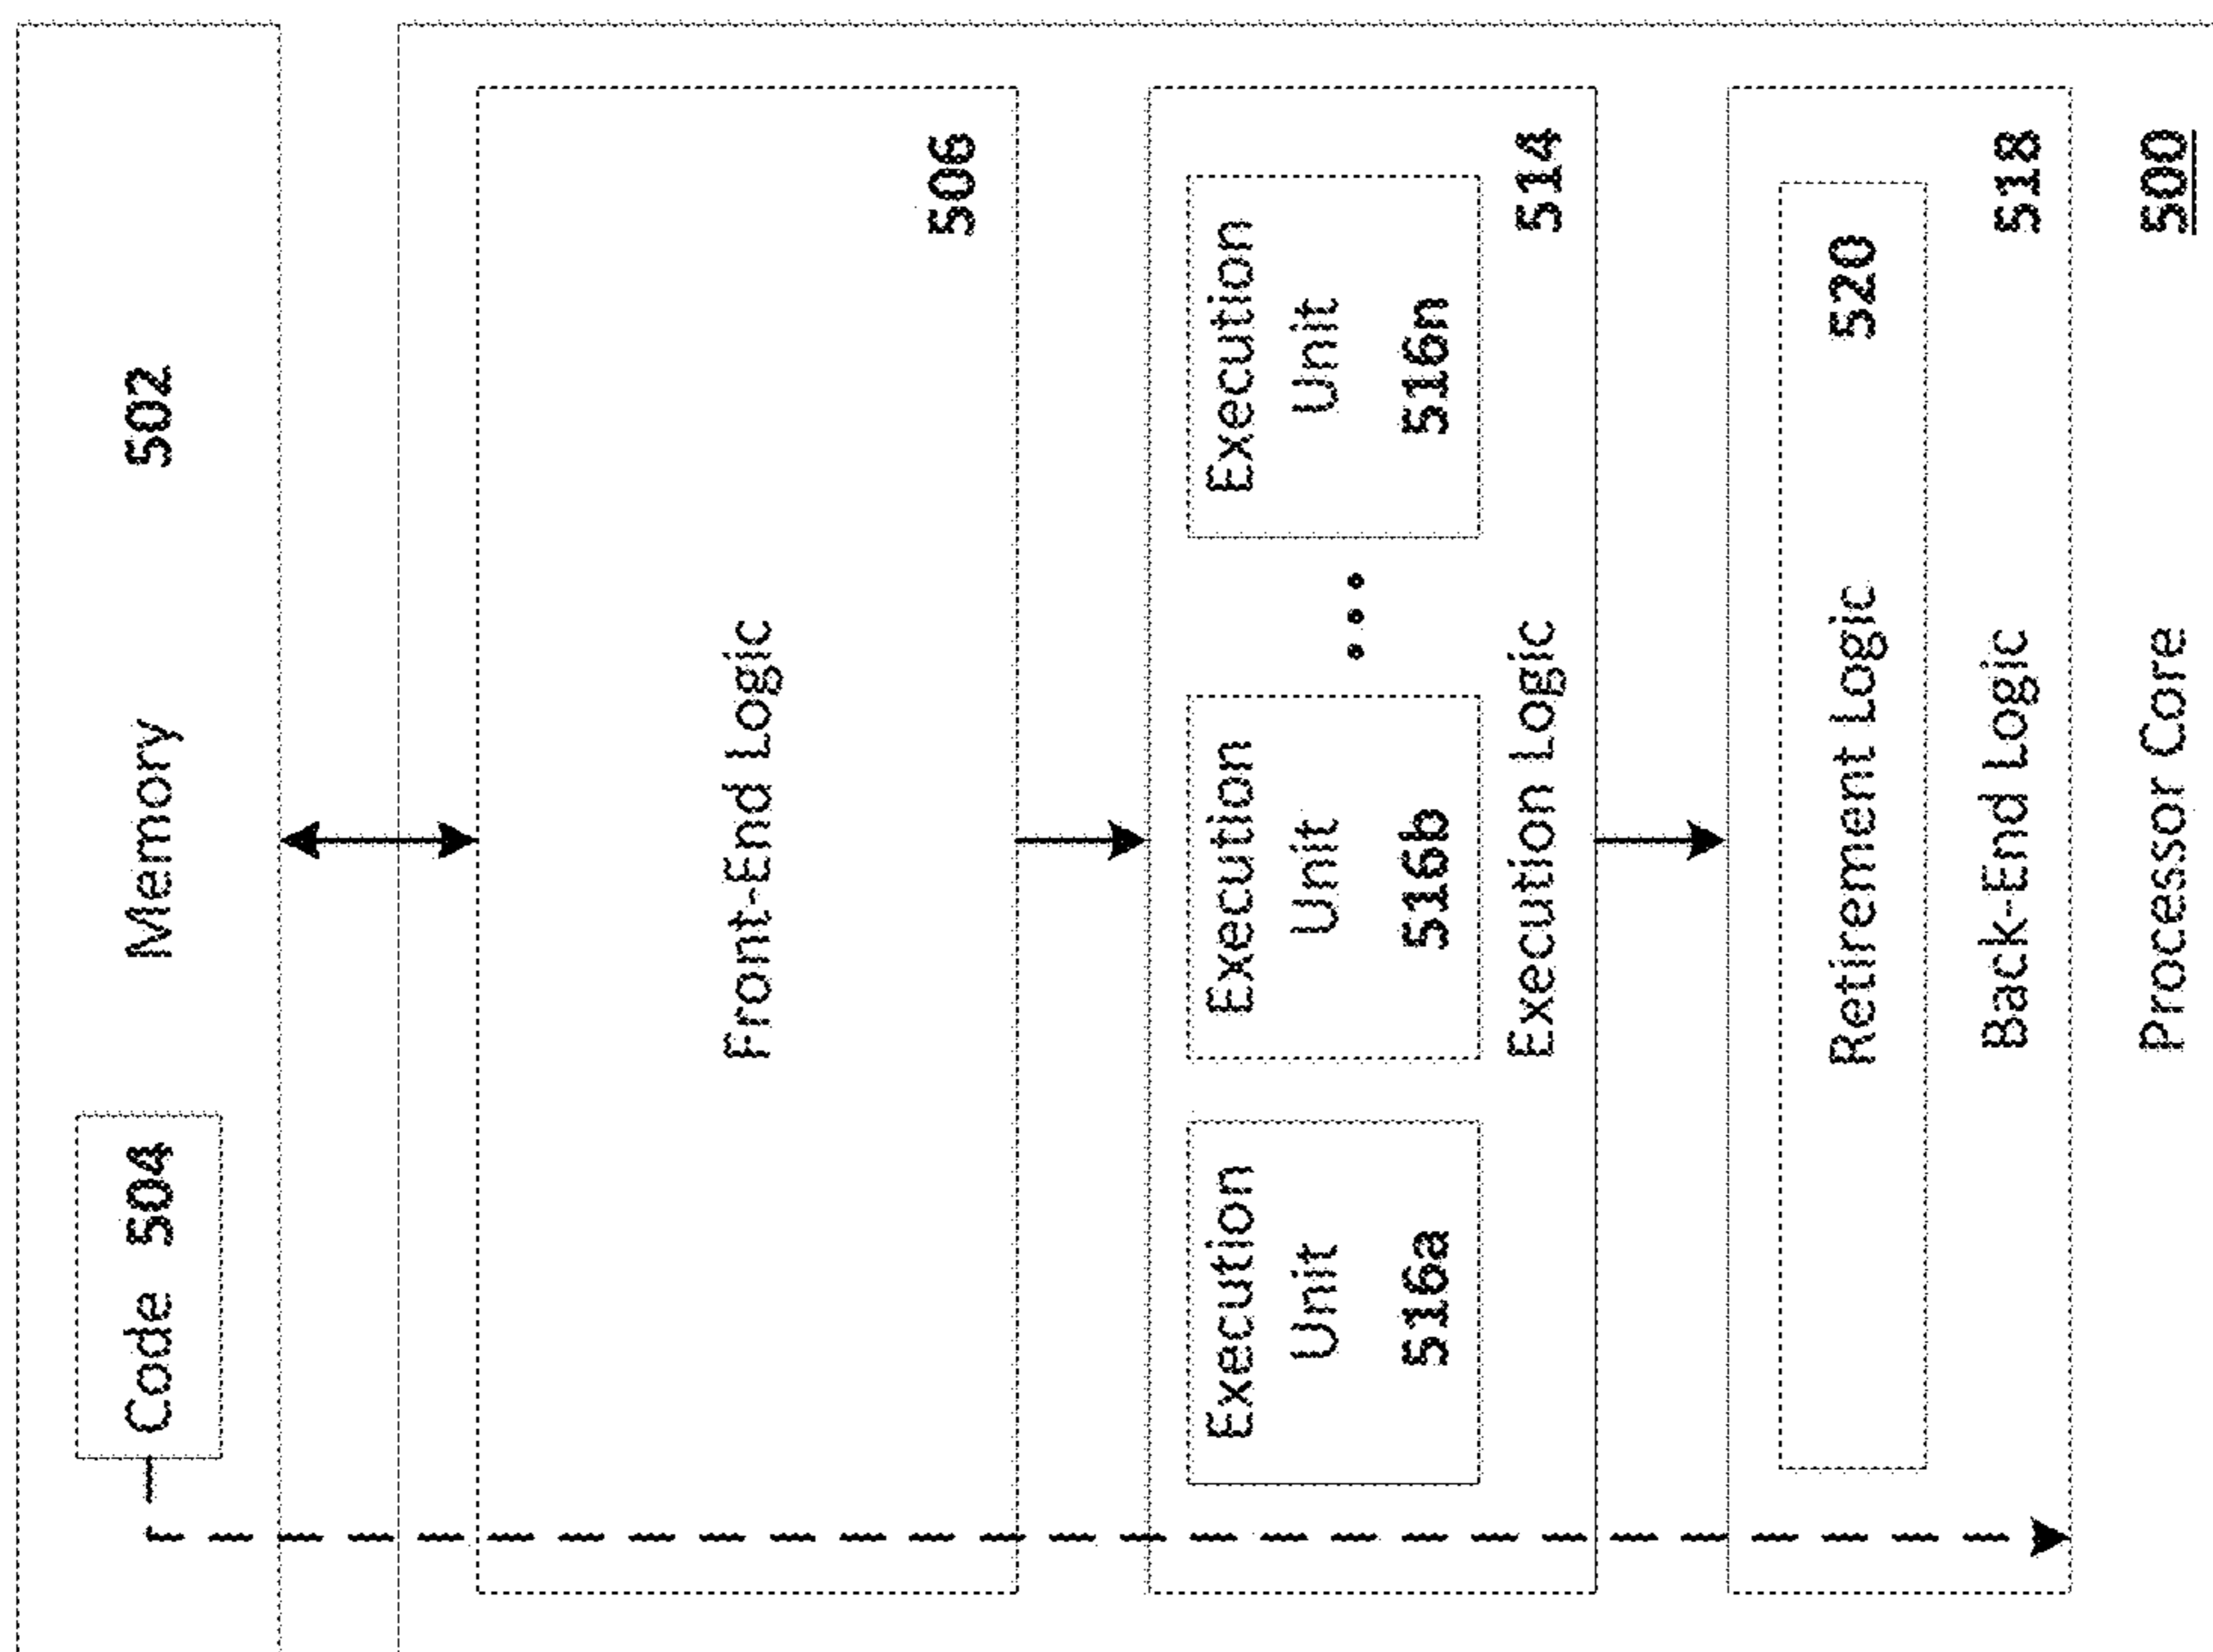 Code 504 Memory 502
Front-End Logic
506
Execution Execution Execution
Unit Unit Unit
516a 516b 516n
Execution Logic 514
Retirement Logic 520
Back-End Logic 518
Processor Core 500